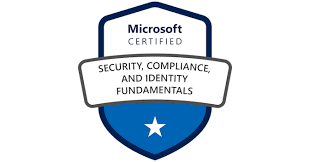 Microsoft
CERTIFIED
SECURITY, COMPLIANCE,
AND IDENTITY
FUNDAMENTALS